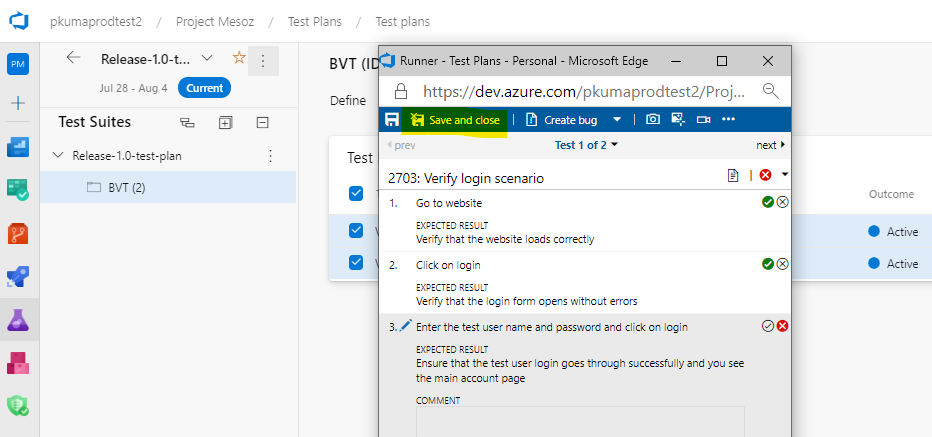 pkumaprodtest2 / Project Mesoz / Test Plans / Test plans
PM
Release-1.0-t...
Jul 28 - Aug 4 Current
Test Suites
Release-1.0-test-plan
BVT (2)
BVT (ID
Define
Test
Outcome
Active
Active
Runner - Test Plans - Personal - Microsoft Edge
https://dev.azure.com/pkumaprodtest2/Proj...
Save and close | Create bug
prev Test 1 of 2 next
2703: Verify login scenario
1. Go to website
EXPECTED RESULT
Verify that the website loads correctly
2. Click on login
EXPECTED RESULT
Verify that the login form opens without errors
3. Enter the test user name and password and click on login
EXPECTED RESULT
Ensure that the test user login goes through successfully and you see
the main account page
COMMENT